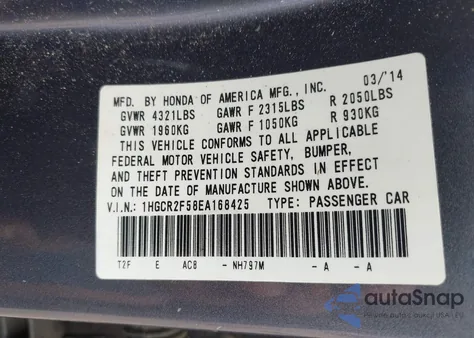 MFD. BY HONDA OF AMERICA MFG., INC. 03/'14
GVWR 4321LBS GAWR F 2315LBS R 2050LBS
GVWR 1960KG GAWR F 1050KG R 930KG
THIS VEHICLE CONFORMS TO ALL APPLICABLE
FEDERAL MOTOR VEHICLE SAFETY, BUMPER,
AND THEFT PREVENTION STANDARDS IN EFFECT
ON THE DATE OF MANUFACTURE SHOWN ABOVE.
V.I.N.: 1HGCR2F58EA168425 TYPE: PASSENGER CAR
T2F E AC8 - NH797M - A - A
autoSnap